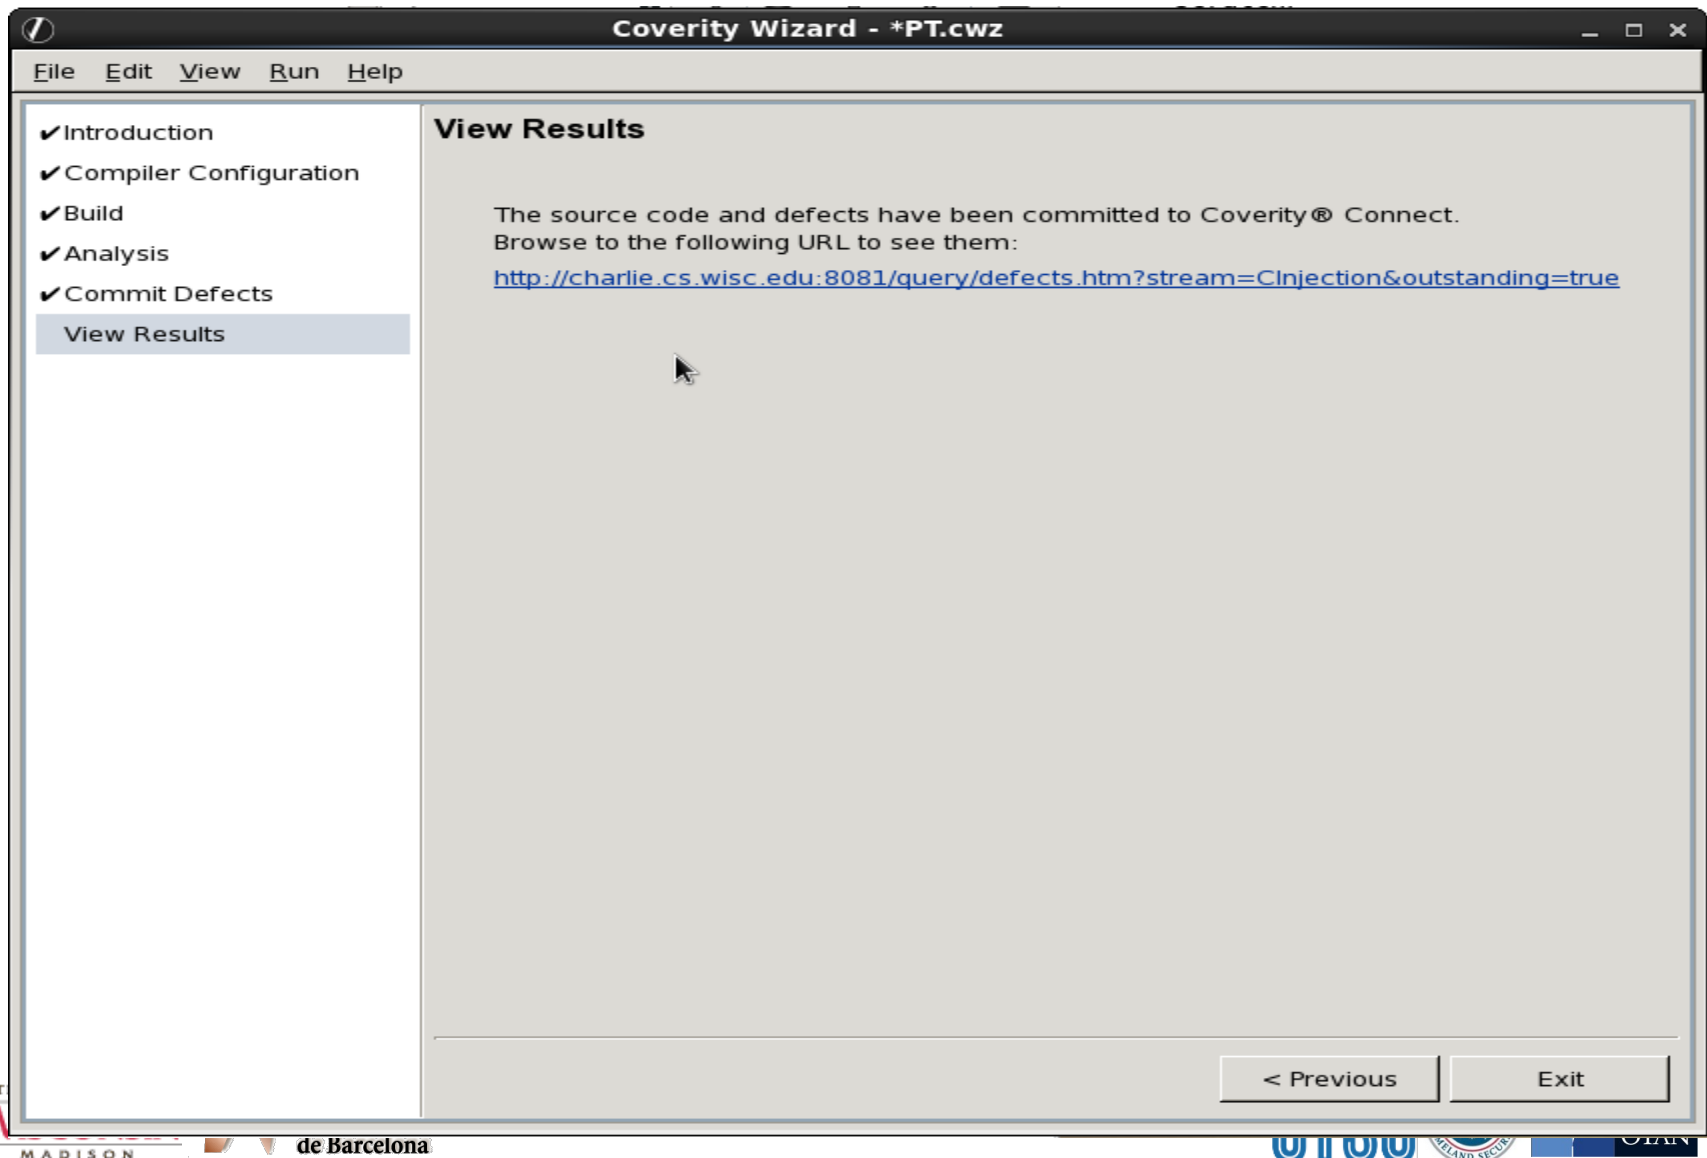 Coverity Wizard - *PT.cwz
File Edit View Run Help
✔Introduction
✔Compiler Configuration
✔Build
✔Analysis
✔Commit Defects
View Results
View Results
The source code and defects have been committed to Coverity® Connect.
Browse to the following URL to see them:
http://charlie.cs.wisc.edu:8081/query/defects.htm?stream=CInjection&outstanding=true
< Previous
Exit
MADISON
de Barcelona